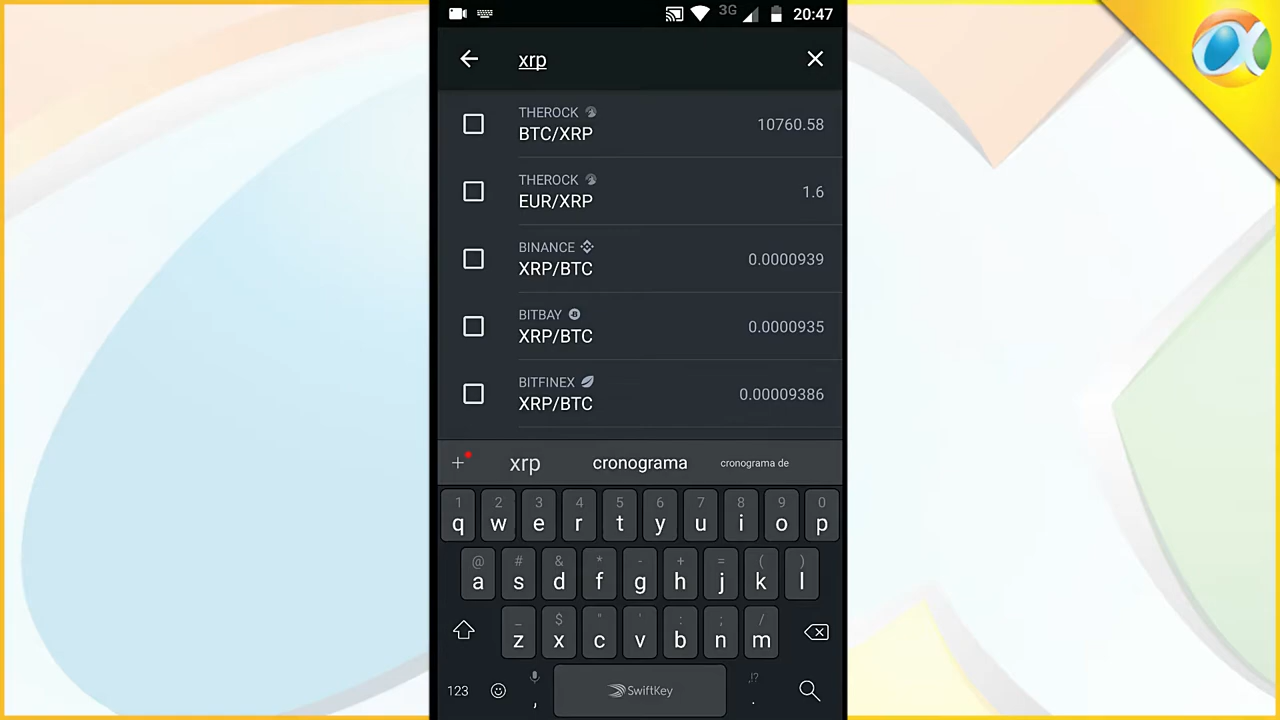 3G 20:47
xrp
THEROCK
BTC/XRP 10760.58
THEROCK
EUR/XRP 1.6
BINANCE
XRP/BTC 0.0000939
BITBAY
XRP/BTC 0.0000935
BITFINEX
XRP/BTC 0.00009386
+ xrp cronograma cronograma de
1 2 3 4 5 6 7 8 9 0
q w e r t y u i o p
@ # & * - + = ( )
a s d f g h j k l
_ $ " ' : ; /
z x c v b n m
123 , SwiftKey ,!? .